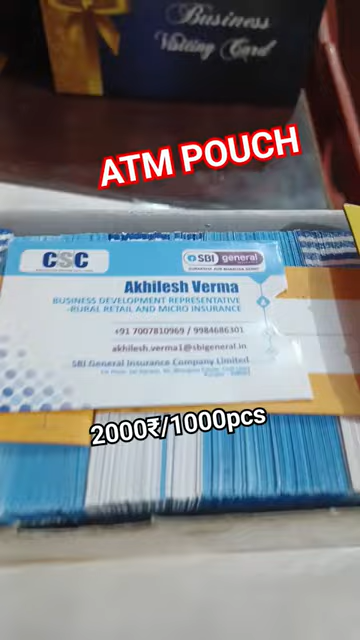 Business
Visiting Card
ATM POUCH
CSC
SBI general
Akhilesh Verma
BUSINESS DEVELOPMENT REPRESENTATIVE
-RURAL RETAIL AND MICRO INSURANCE
+91 7007810969 / 9984686301
akhilesh.verma1@sbigeneral.in
SBI General Insurance Company Limited
2000₹/1000pcs